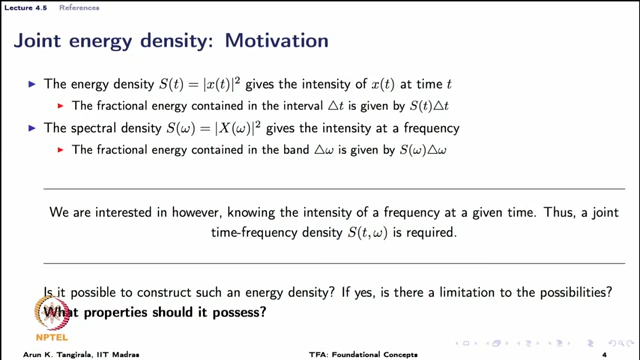 Lecture 4.5 References
Joint energy density: Motivation
The energy density S(t) = |x(t)|² gives the intensity of x(t) at time t
The fractional energy contained in the interval △t is given by S(t)△t
The spectral density S(ω) = |X(ω)|² gives the intensity at a frequency
The fractional energy contained in the band △ω is given by S(ω)△ω
We are interested in however, knowing the intensity of a frequency at a given time. Thus, a joint
time-frequency density S(t, ω) is required.
Is it possible to construct such an energy density? If yes, is there a limitation to the possibilities?
What properties should it possess?
NPTEL
Arun K. Tangirala, IIT Madras TFA: Foundational Concepts 4